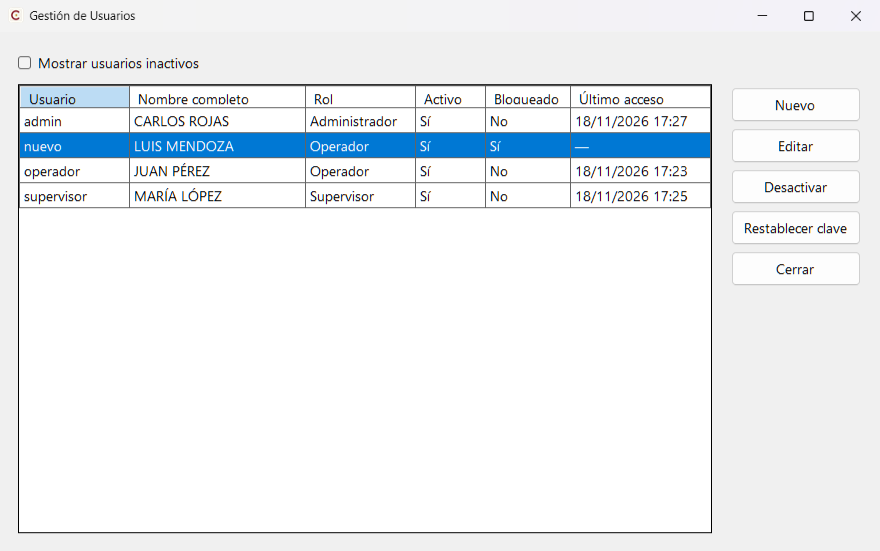 Gestión de Usuarios
Mostrar usuarios inactivos
Usuario Nombre completo Rol Activo Bloqueado Último acceso
admin CARLOS ROJAS Administrador Sí No 18/11/2026 17:27
nuevo LUIS MENDOZA Operador Sí Sí —
operador JUAN PÉREZ Operador Sí No 18/11/2026 17:23
supervisor MARÍA LÓPEZ Supervisor Sí No 18/11/2026 17:25
Nuevo
Editar
Desactivar
Restablecer clave
Cerrar